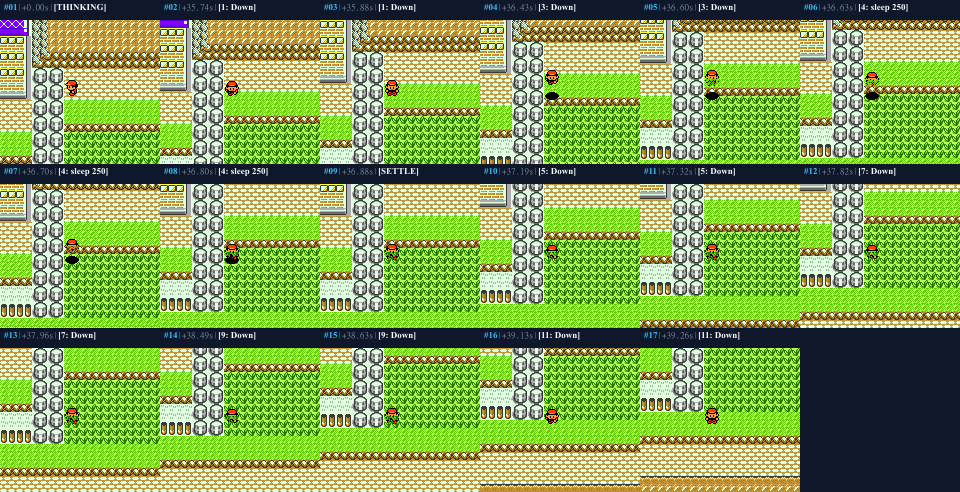 #01|+0.00s|[THINKING]
#02|+35.74s|[1: Down]
#03|+35.88s|[1: Down]
#04|+36.43s|[3: Down]
#05|+36.60s|[3: Down]
#06|+36.63s|[4: sleep 250]
#07|+36.70s|[4: sleep 250]
#08|+36.80s|[4: sleep 250]
#09|+36.88s|[SETTLE]
#10|+37.19s|[5: Down]
#11|+37.32s|[5: Down]
#12|+37.82s|[7: Down]
#13|+37.96s|[7: Down]
#14|+38.49s|[9: Down]
#15|+38.63s|[9: Down]
#16|+39.13s|[11: Down]
#17|+39.26s|[11: Down]